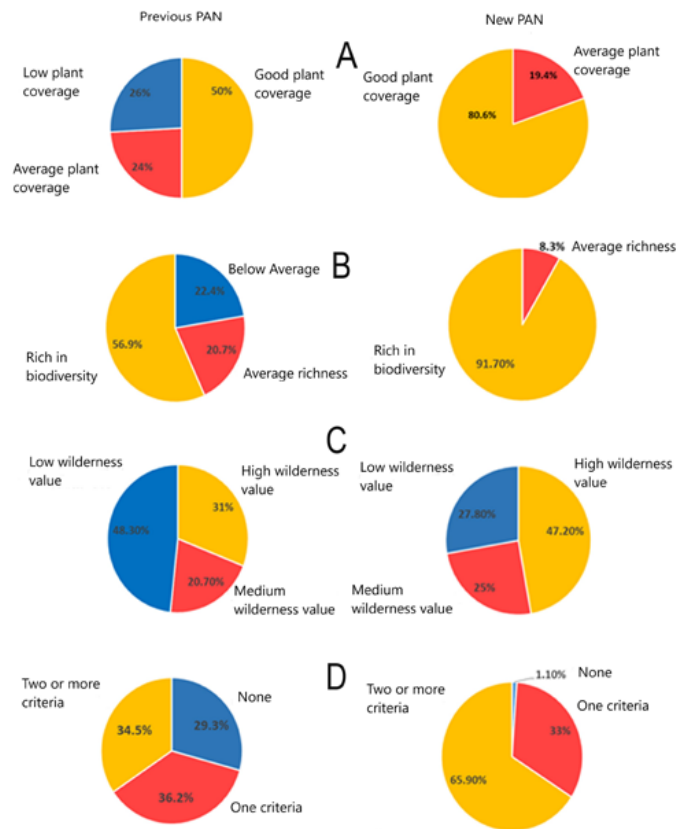 Previous PAN
New PAN
A
Low plant
coverage
26%
Good plant
coverage
50%
Average plant
coverage
24%
Good plant
coverage
80.6%
Average plant
coverage
19.4%
B
Below Average
22.4%
Rich in
biodiversity
56.9%
Average richness
20.7%
8.3%
Average richness
Rich in
biodiversity
91.70%
C
Low wilderness
value
48.30%
High wilderness
value
31%
Medium
wilderness value
20.70%
Low wilderness
value
27.80%
High wilderness
value
47.20%
Medium
wilderness value
25%
D
Two or more
criteria
34.5%
None
29.3%
One criteria
36.2%
Two or more
criteria
65.90%
1.10%
None
One criteria
33%